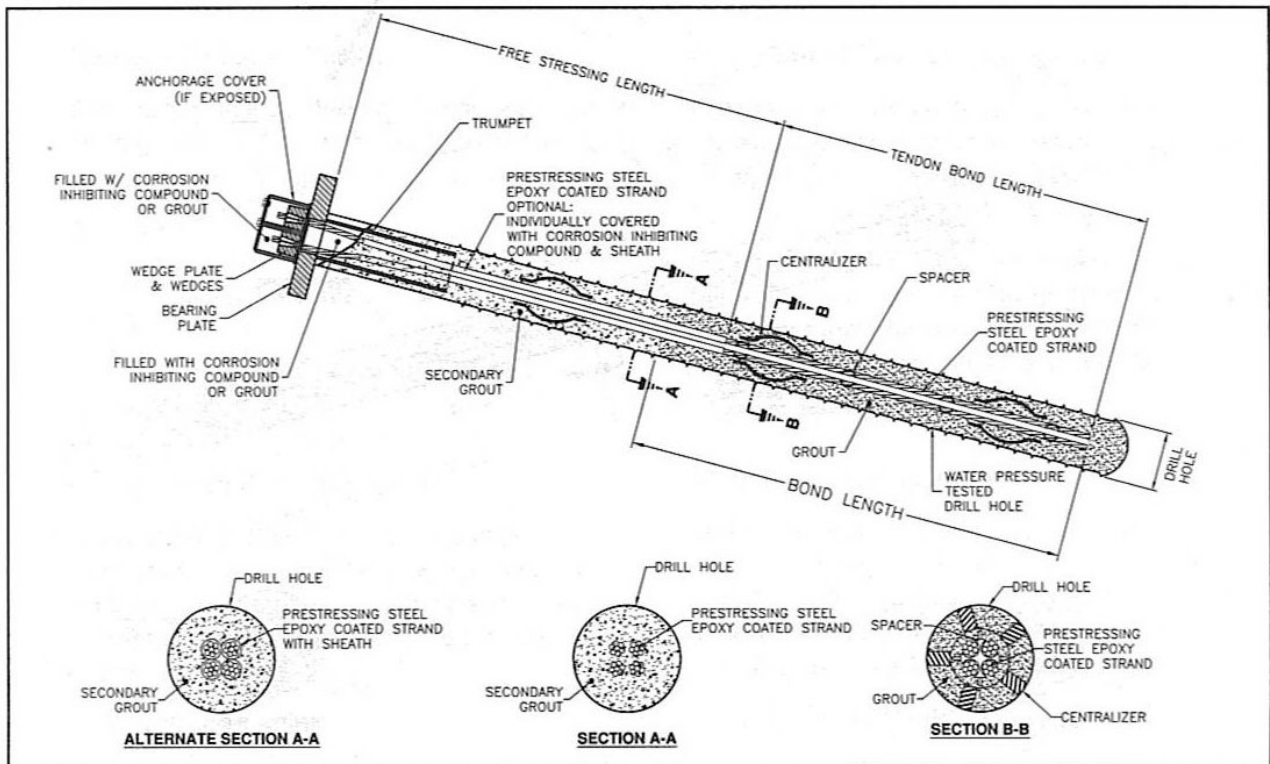 FREE STRESSING LENGTH
ANCHORAGE COVER
(IF EXPOSED)
TRUMPET
TENDON BOND LENGTH
FILLED W/ CORROSION
INHIBITING COMPOUND
OR GROUT
PRESTRESSING STEEL
EPOXY COATED STRAND
OPTIONAL:
INDIVIDUALLY COVERED
WITH CORROSION INHIBITING
COMPOUND & SHEATH
A
CENTRALIZER
B
SPACER
WEDGE PLATE
& WEDGES
BEARING
PLATE
PRESTRESSING
STEEL EPOXY
COATED STRAND
FILLED WITH CORROSION
INHIBITING COMPOUND
OR GROUT
SECONDARY
GROUT
A
B
GROUT
BOND LENGTH
WATER PRESSURE
TESTED
DRILL HOLE
DRILL
HOLE
DRILL HOLE
PRESTRESSING STEEL
EPOXY COATED STRAND
WITH SHEATH
SECONDARY
GROUT
ALTERNATE SECTION A-A
DRILL HOLE
PRESTRESSING STEEL
EPOXY COATED STRAND
SECONDARY
GROUT
SECTION A-A
DRILL HOLE
SPACER
PRESTRESSING
STEEL EPOXY
COATED STRAND
GROUT
CENTRALIZER
SECTION B-B